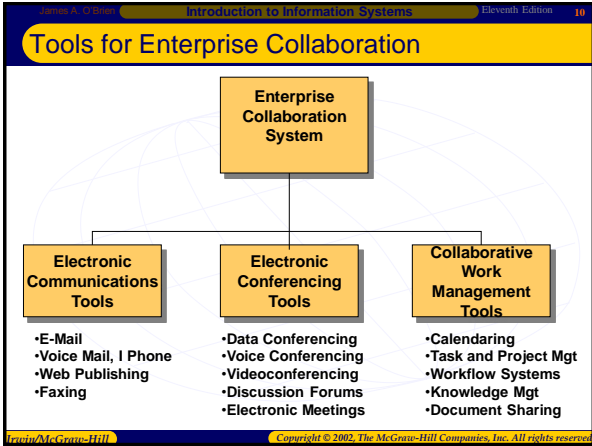 James A. O'Brien Introduction to Information Systems Eleventh Edition 10
Tools for Enterprise Collaboration
Enterprise
Collaboration
System
Electronic
Communications
Tools
•E-Mail
•Voice Mail, I Phone
•Web Publishing
•Faxing
Electronic
Conferencing
Tools
•Data Conferencing
•Voice Conferencing
•Videoconferencing
•Discussion Forums
•Electronic Meetings
Collaborative
Work
Management
Tools
•Calendaring
•Task and Project Mgt
•Workflow Systems
•Knowledge Mgt
•Document Sharing
Irwin/McGraw-Hill Copyright © 2002, The McGraw-Hill Companies, Inc. All rights reserved